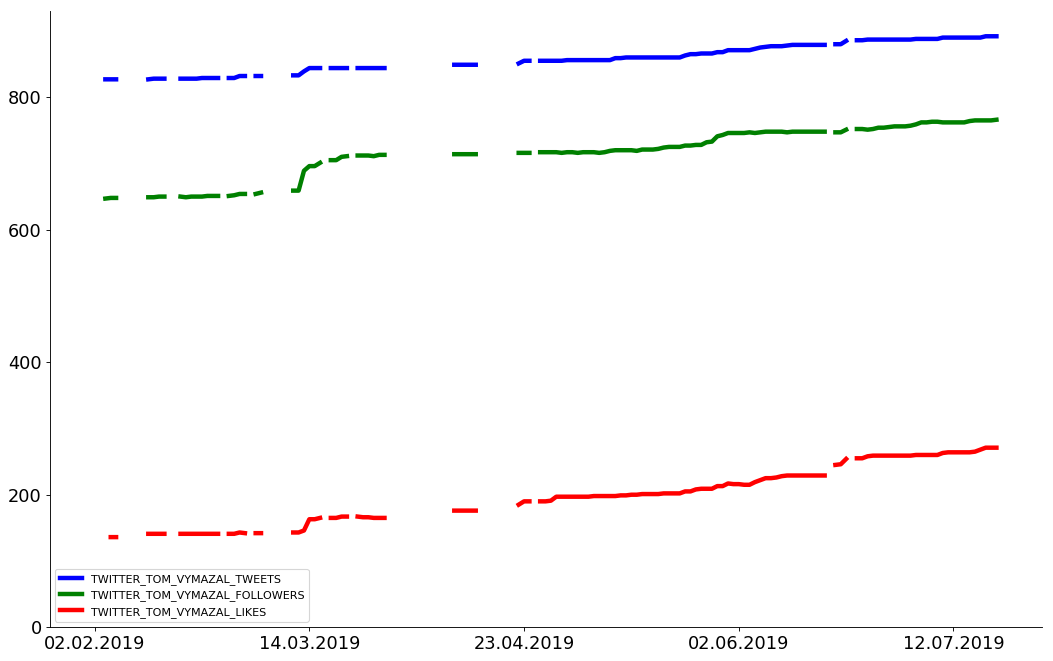 800
600
400
200
0
TWITTER_TOM_VYMAZAL_TWEETS
TWITTER_TOM_VYMAZAL_FOLLOWERS
TWITTER_TOM_VYMAZAL_LIKES
02.02.2019 14.03.2019 23.04.2019 02.06.2019 12.07.2019